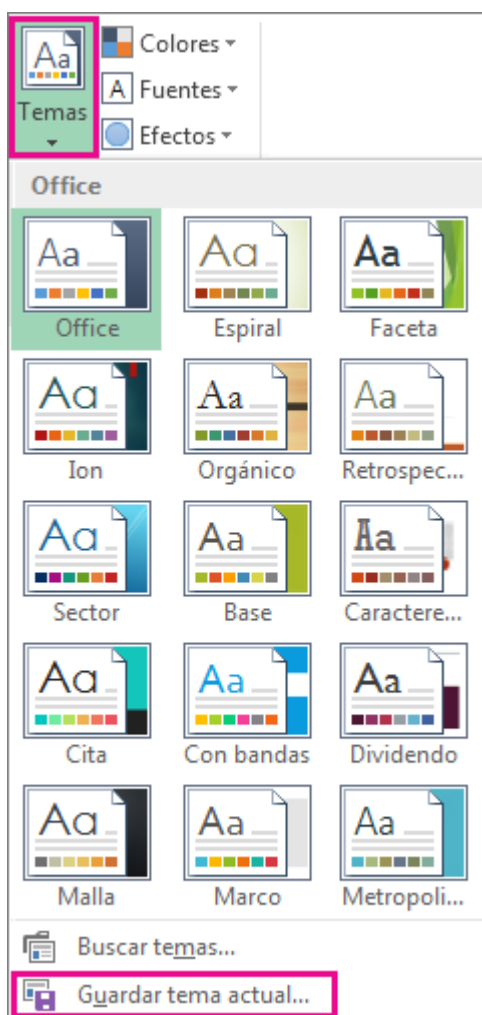 Aa
Temas
Colores
A Fuentes
Efectos
Office
Aa Aa Aa
Office Espiral Faceta
Aa Aa Aa
Ion Orgánico Retrospec...
Aa Aa Aa
Sector Base Caractere...
Aa Aa Aa
Cita Con bandas Dividendo
Aa Aa Aa
Malla Marco Metropoli...
Buscar temas...
Guardar tema actual...